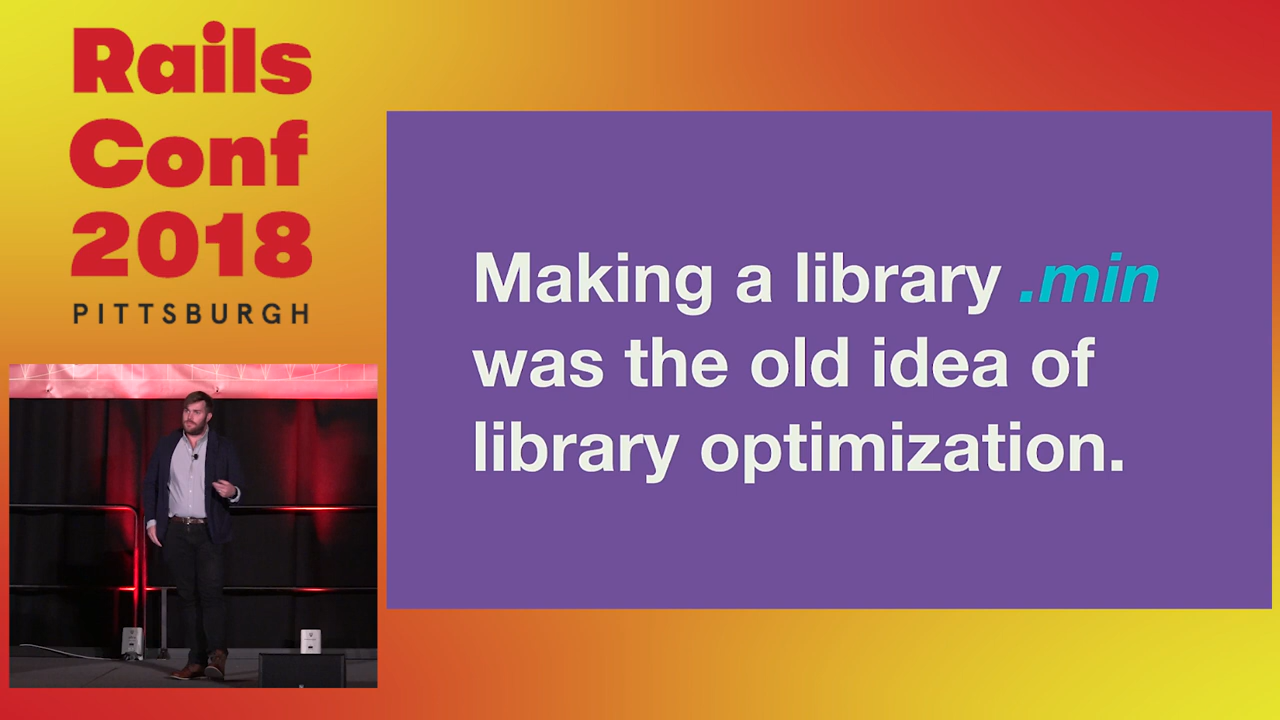 Rails
Conf
2018
PITTSBURGH
Making a library .min
was the old idea of
library optimization.